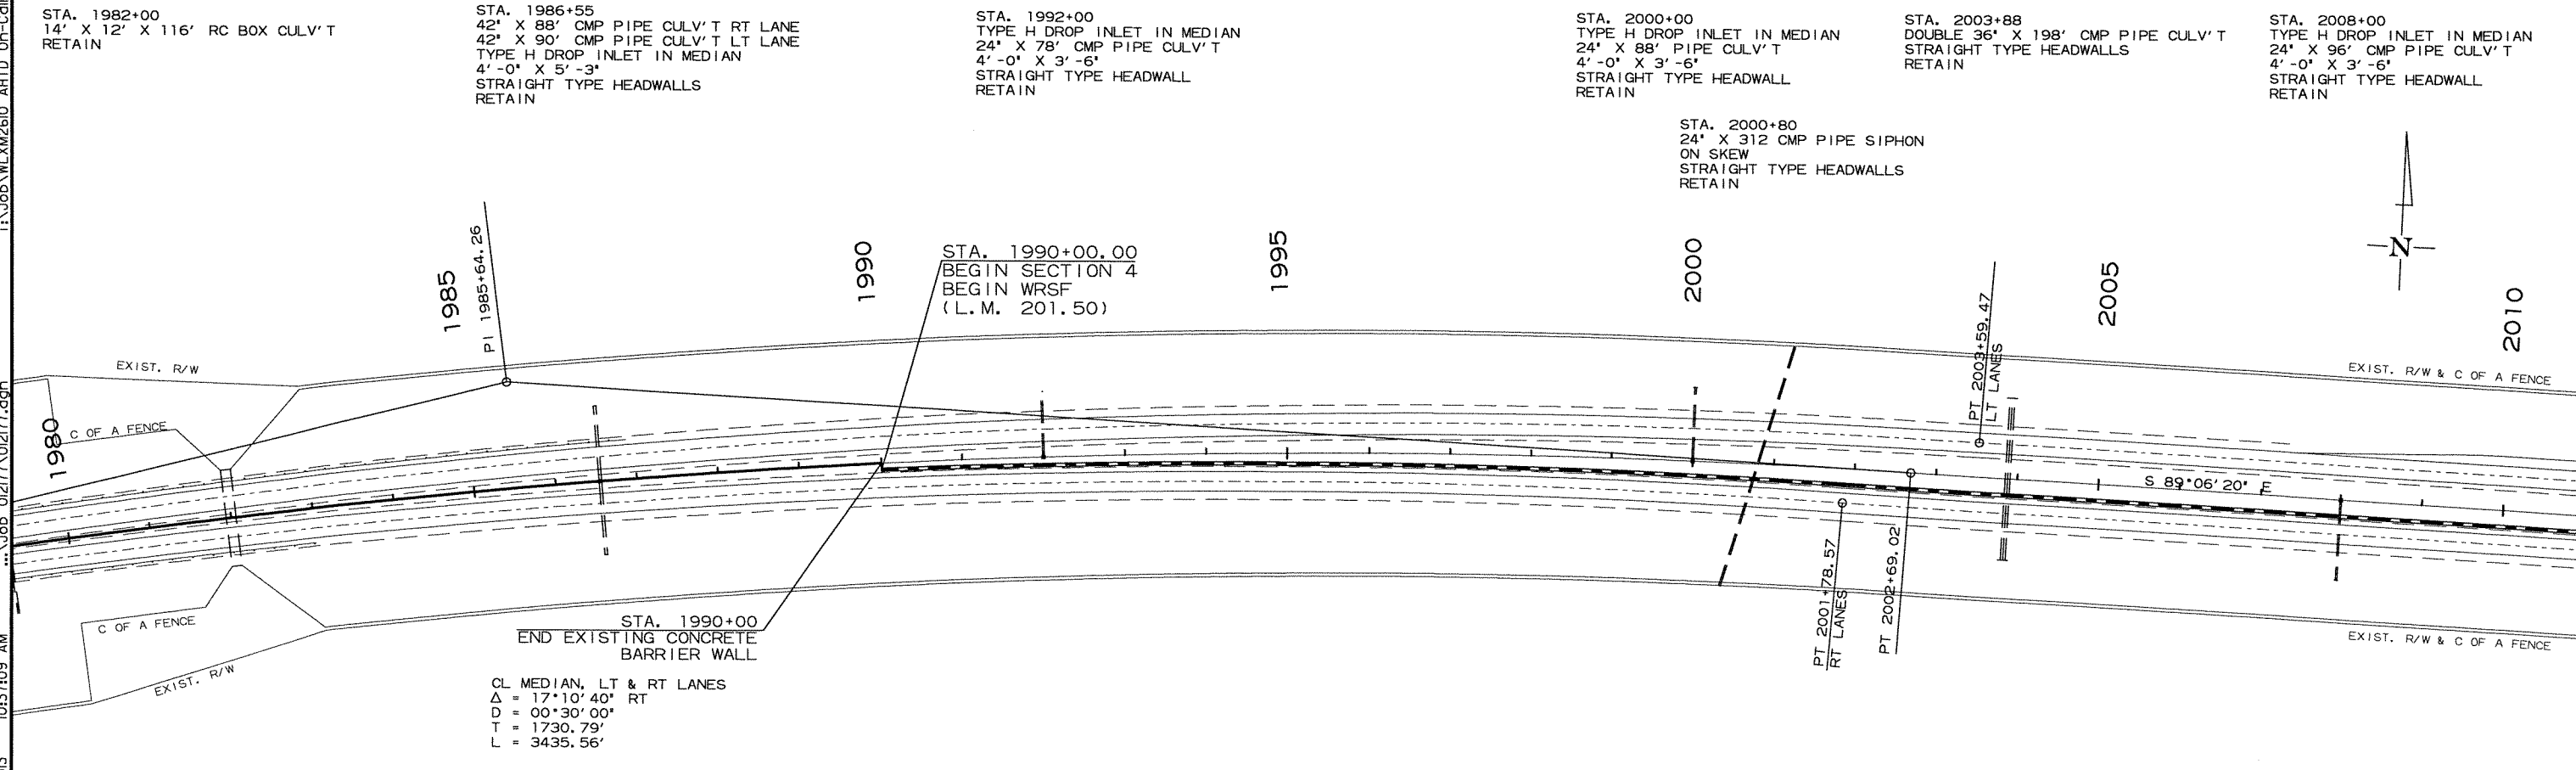 STA. 1982+00
14' X 12' X 116' RC BOX CULV'T
RETAIN
STA. 1986+55
42" X 88' CMP PIPE CULV'T RT LANE
42" X 90' CMP PIPE CULV'T LT LANE
TYPE H DROP INLET IN MEDIAN
4'-0" X 5'-3"
STRAIGHT TYPE HEADWALLS
RETAIN
STA. 1992+00
TYPE H DROP INLET IN MEDIAN
24" X 78' CMP PIPE CULV'T
4'-0" X 3'-6"
STRAIGHT TYPE HEADWALL
RETAIN
STA. 2000+00
TYPE H DROP INLET IN MEDIAN
24" X 88' PIPE CULV'T
4'-0" X 3'-6"
STRAIGHT TYPE HEADWALL
RETAIN
STA. 2003+88
DOUBLE 36" X 198' CMP PIPE CULV'T
STRAIGHT TYPE HEADWALLS
RETAIN
STA. 2008+00
TYPE H DROP INLET IN MEDIAN
24" X 96' CMP PIPE CULV'T
4'-0" X 3'-6"
STRAIGHT TYPE HEADWALL
RETAIN
STA. 2000+80
24" X 312 CMP PIPE SIPHON
ON SKEW
STRAIGHT TYPE HEADWALLS
RETAIN
N
1980
1985
PI 1985+64.26
1990
STA. 1990+00.00
BEGIN SECTION 4
BEGIN WRSF
(L.M. 201.50)
1995
2000
PT 2003+59.47
LT LANES
2005
2010
EXIST. R/W
C OF A FENCE
EXIST. R/W & C OF A FENCE
S 89°06'20" E
PT 2001+78.57
RT LANES
PT 2002+69.02
C OF A FENCE
EXIST. R/W
STA. 1990+00
END EXISTING CONCRETE
BARRIER WALL
EXIST. R/W & C OF A FENCE
CL MEDIAN, LT & RT LANES
Δ = 17°10'40" RT
D = 00°30'00"
T = 1730.79'
L = 3435.56'
10:37:09 AM